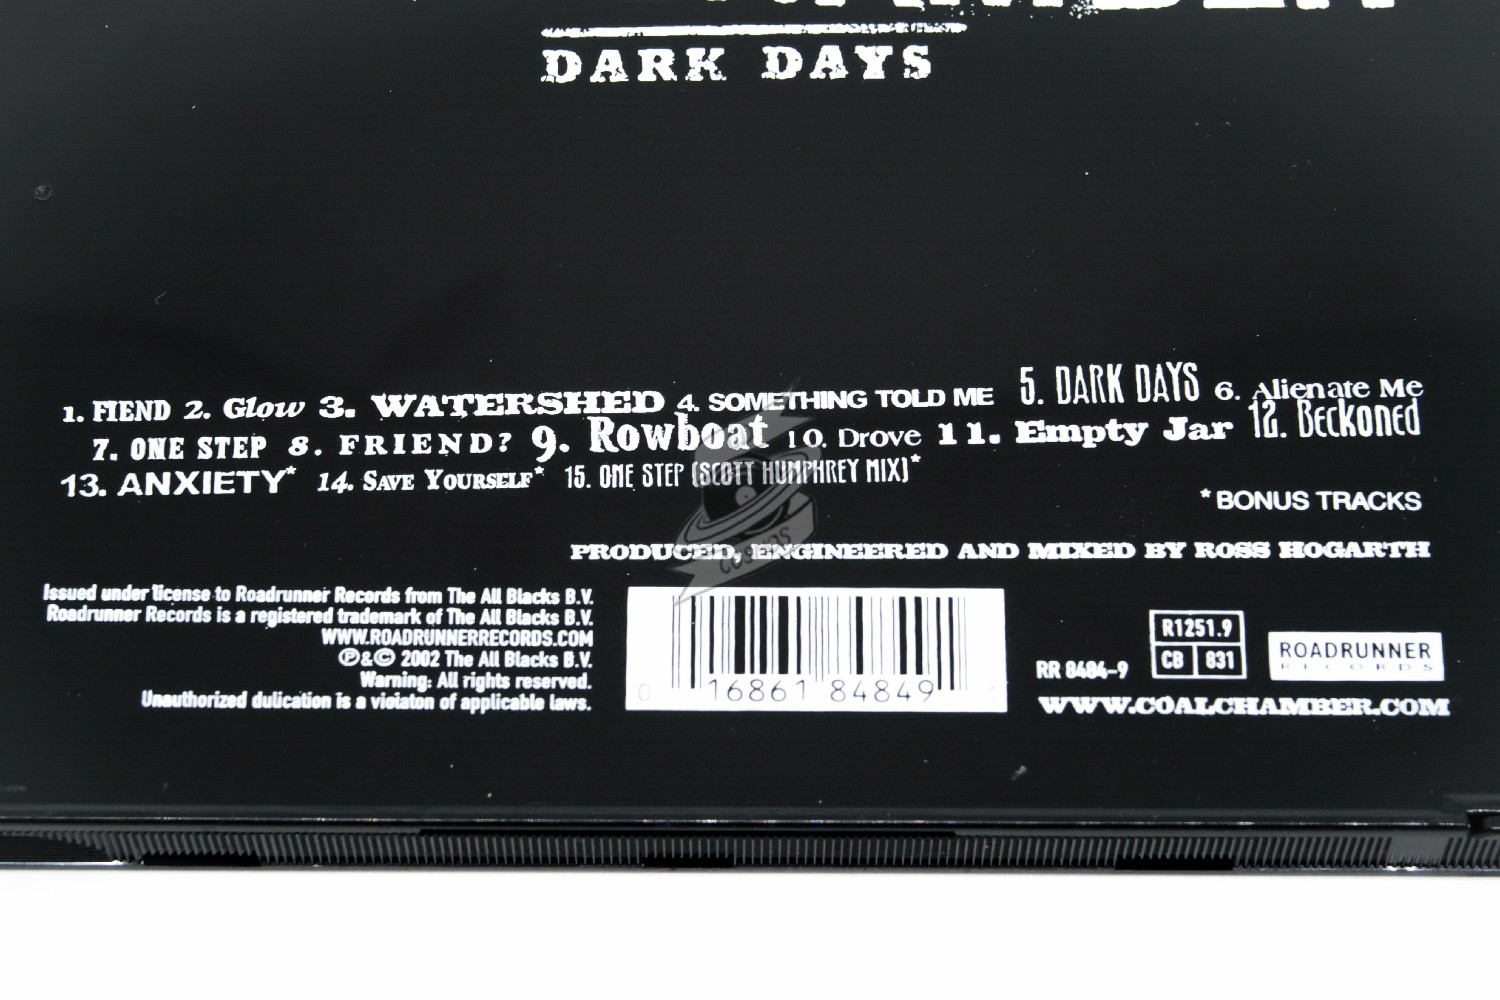 DARK DAYS
1. FIEND 2. Glow 3. WATERSHED 4. SOMETHING TOLD ME 5. DARK DAYS 6. Alienate Me
7. ONE STEP 8. FRIEND? 9. Rowboat 10. Drove 11. Empty Jar 12. Beckoned
13. ANXIETY* 14. SAVE YOURSELF* 15. ONE STEP (SCOTT HUMPHREY MIX)*
* BONUS TRACKS
PRODUCED, ENGINEERED AND MIXED BY ROSS HOGARTH
Issued under license to Roadrunner Records from The All Blacks B.V.
Roadrunner Records is a registered trademark of The All Blacks B.V.
WWW.ROADRUNNERRECORDS.COM
℗&© 2002 The All Blacks B.V.
Warning: All rights reserved.
Unauthorized dulication is a violaton of applicable laws.
0 16861 84849 1
RR 8484-9
R1251.9
CB 831
ROADRUNNER
RECORDS
WWW.COALCHAMBER.COM